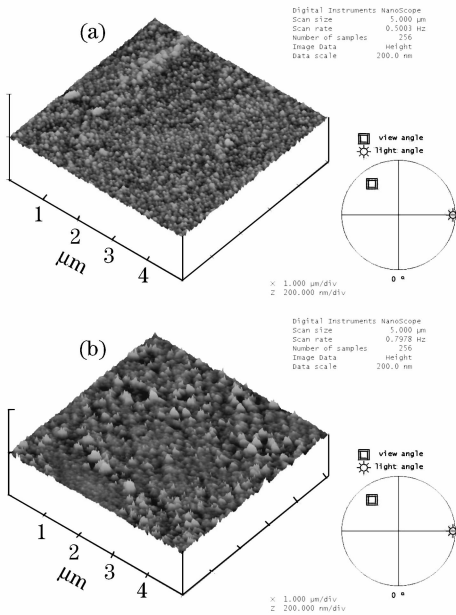 (a)
Digital Instruments NanoScope
Scan size 5.000 µm
Scan rate 0.5003 Hz
Number of samples 256
Image Data Height
Data scale 200.0 nm
view angle
light angle
0 °
1
2
3
4
µm
X 1.000 µm/div
Z 200.000 nm/div
(b)
Digital Instruments NanoScope
Scan size 5.000 µm
Scan rate 0.7978 Hz
Number of samples 256
Image Data Height
Data scale 200.0 nm
view angle
light angle
0 °
1
2
3
4
µm
X 1.000 µm/div
Z 200.000 nm/div